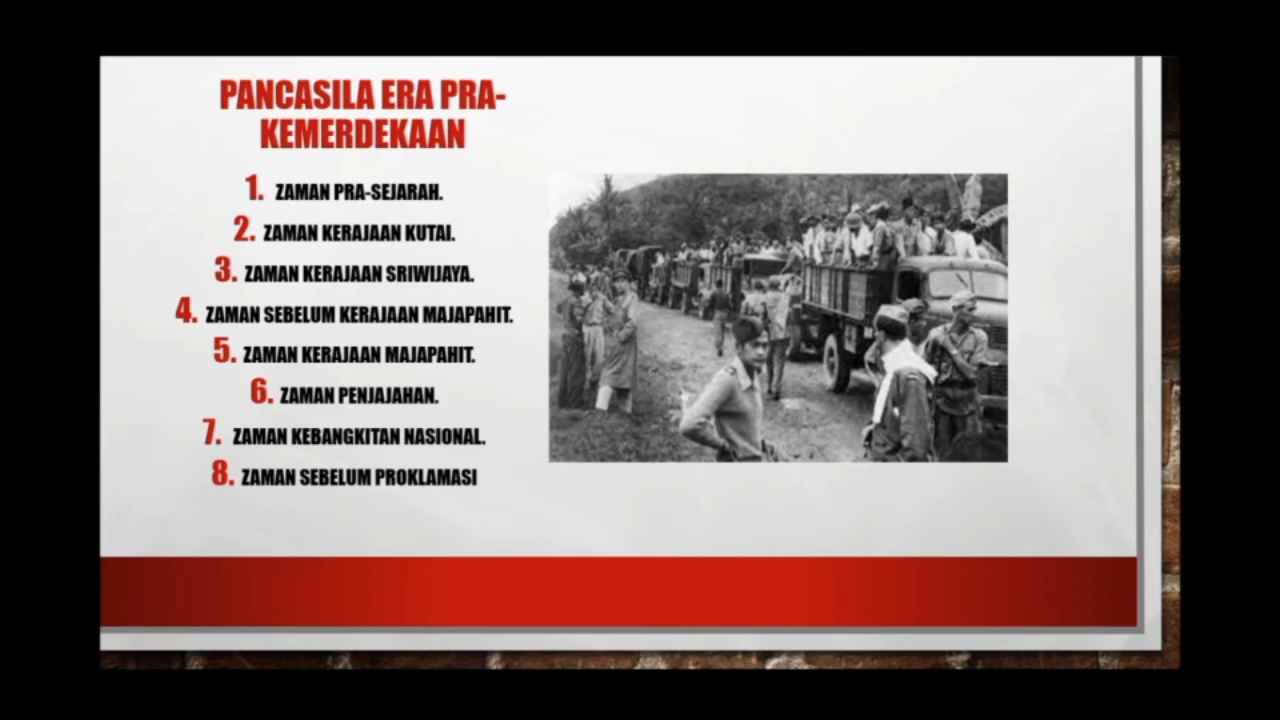 PANCASILA ERA PRA-
KEMERDEKAAN
1. ZAMAN PRA-SEJARAH.
2. ZAMAN KERAJAAN KUTAI.
3. ZAMAN KERAJAAN SRIWIJAYA.
4. ZAMAN SEBELUM KERAJAAN MAJAPAHIT.
5. ZAMAN KERAJAAN MAJAPAHIT.
6. ZAMAN PENJAJAHAN.
7. ZAMAN KEBANGKITAN NASIONAL.
8. ZAMAN SEBELUM PROKLAMASI